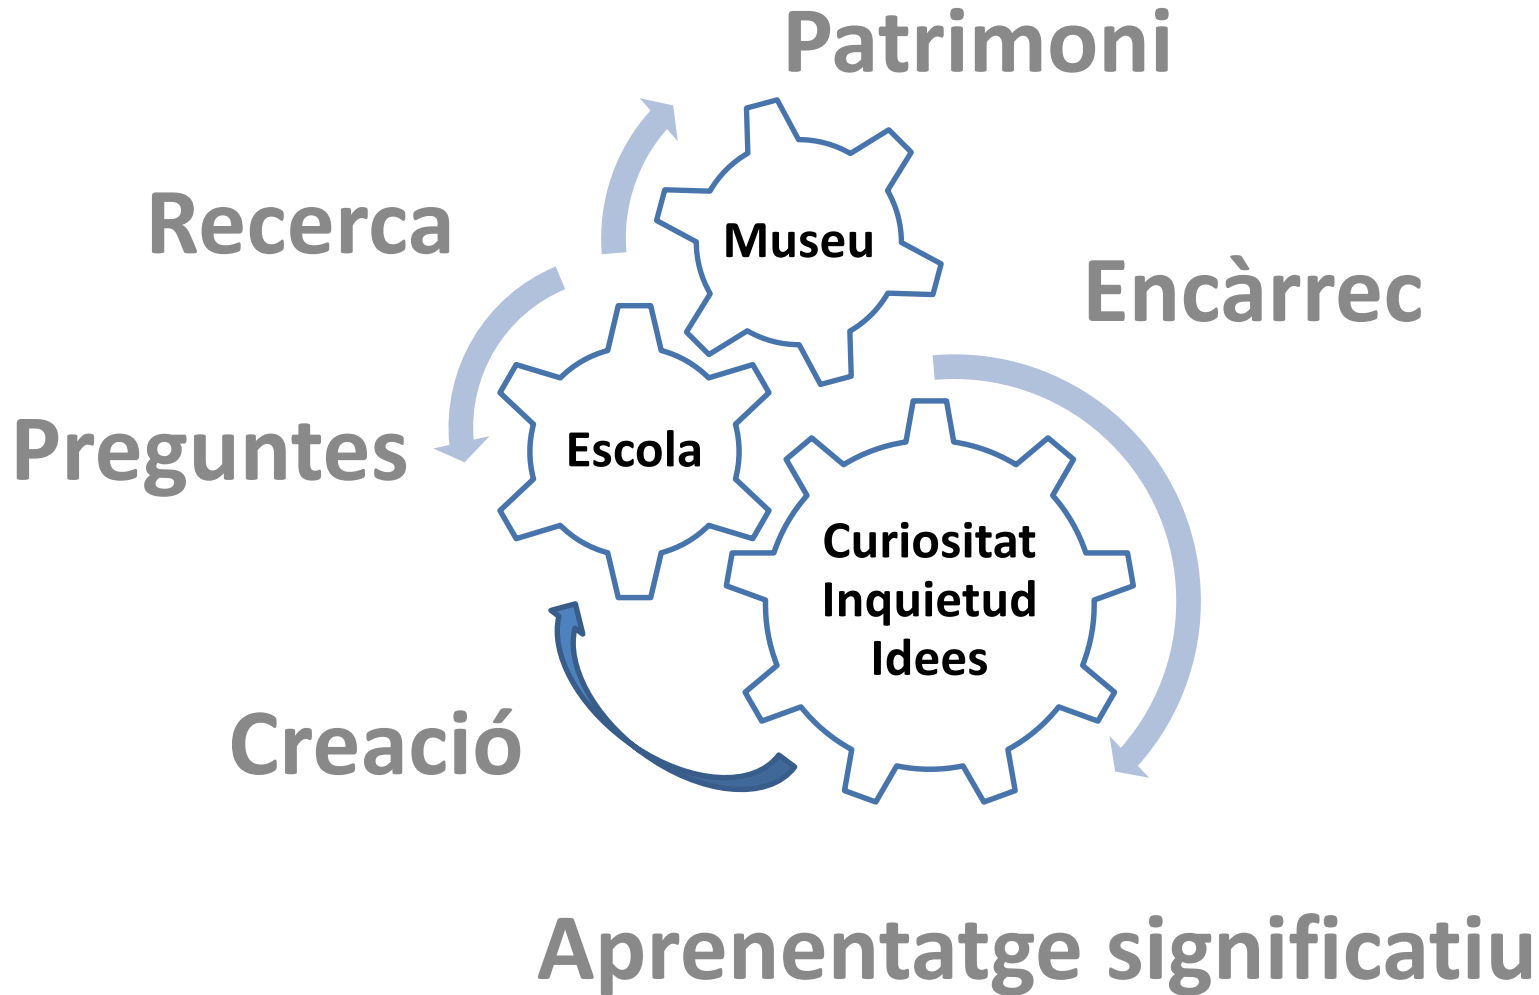 Patrimoni
Recerca
Museu
Encàrrec
Preguntes
Escola
Curiositat
Inquietud
Idees
Creació
Aprenentatge significatiu